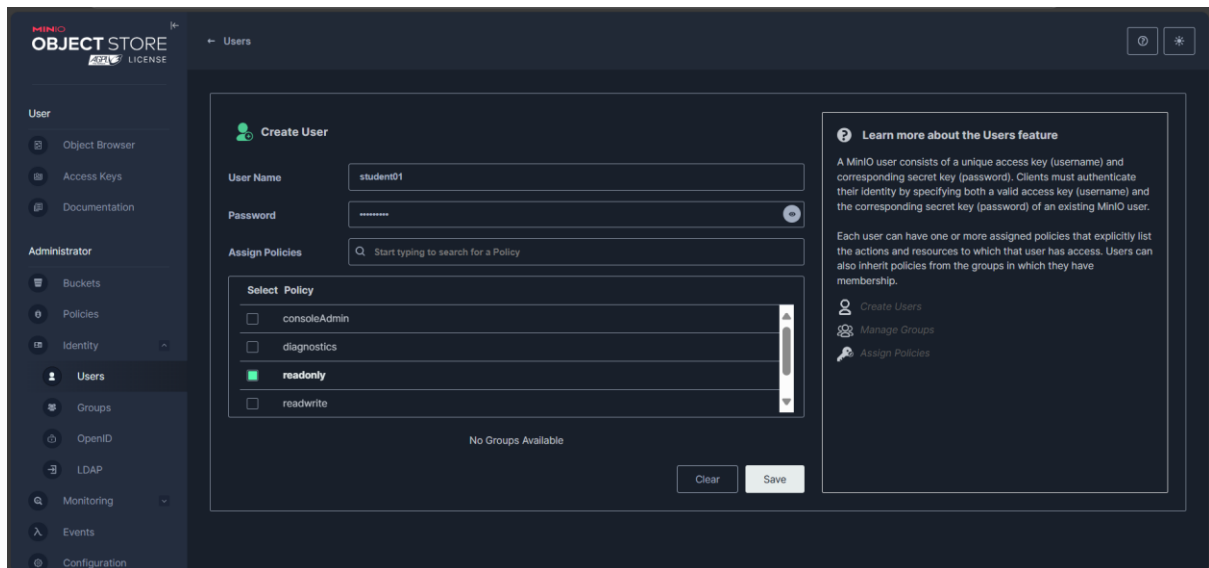 MINIO
OBJECT STORE
AGPLv3 LICENSE
User
Object Browser
Access Keys
Documentation
Administrator
Buckets
Policies
Identity
Users
Groups
OpenID
LDAP
Monitoring
Events
Configuration
← Users
Create User
User Name
student01
Password
•••••••••
Assign Policies
Start typing to search for a Policy
Select Policy
consoleAdmin
diagnostics
readonly
readwrite
No Groups Available
Clear
Save
Learn more about the Users feature
A MinIO user consists of a unique access key (username) and
corresponding secret key (password). Clients must authenticate
their identity by specifying both a valid access key (username) and
the corresponding secret key (password) of an existing MinIO user.
Each user can have one or more assigned policies that explicitly list
the actions and resources to which that user has access. Users can
also inherit policies from the groups in which they have
membership.
Create Users
Manage Groups
Assign Policies